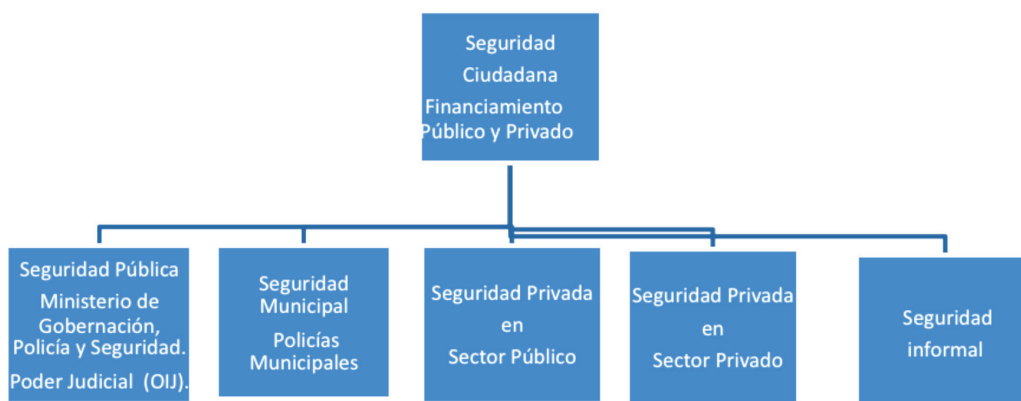 Seguridad
Ciudadana
Financiamiento
Público y Privado
Seguridad Pública
Ministerio de
Gobernación,
Policía y Seguridad.
Poder Judicial (OIJ).
Seguridad
Municipal
Policías
Municipales
Seguridad Privada
en
Sector Público
Seguridad Privada
en
Sector Privado
Seguridad
informal